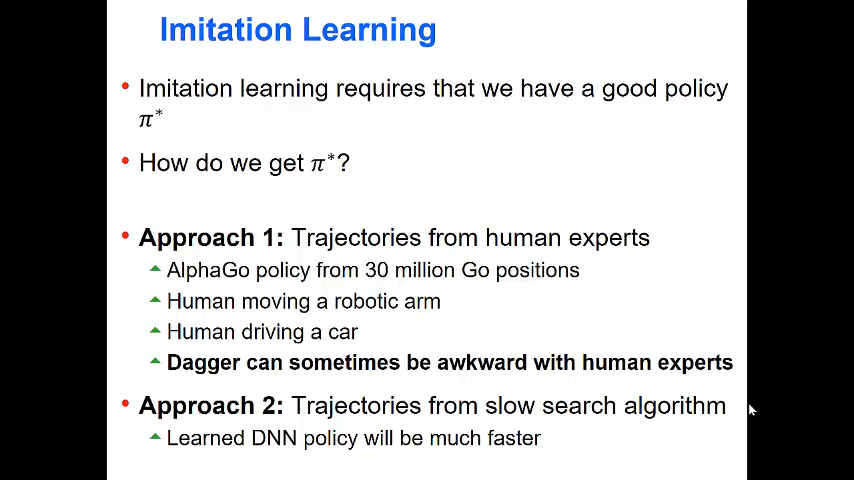 Imitation Learning
• Imitation learning requires that we have a good policy
π*
• How do we get π*?
• Approach 1: Trajectories from human experts
AlphaGo policy from 30 million Go positions
Human moving a robotic arm
Human driving a car
Dagger can sometimes be awkward with human experts
• Approach 2: Trajectories from slow search algorithm
Learned DNN policy will be much faster